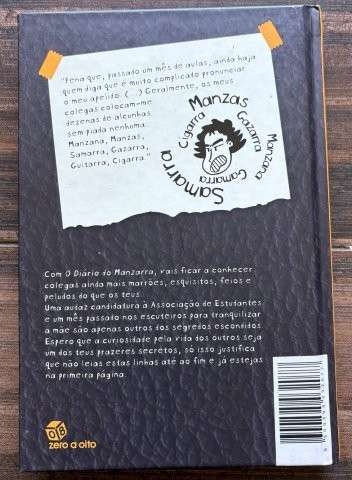 "Pena que, passado um mês de aulas, ainda haja
quem diga que é muito complicado pronunciar
o meu apelido. (...) Geralmente, os meus
colegas colocam-me
dezenas de alcunhas
sem piada nenhuma...
Manzana, Manzas,
Samarra, Gazarra,
Guitarra, Cigarra."
Manzas
Gazarra
Cigarra
Manzana
Gamarra
Samarra
Com O Diário do Manzarra, vais ficar a conhecer
colegas ainda mais marrões, esquisitos, feios e
peludos do que os teus.
Uma audaz candidatura à Associação de Estudantes
e um mês passado nos escuteiros para tranquilizar
a mãe são apenas outros dos segredos escondidos.
Espero que a curiosidade pela vida dos outros seja
um dos teus prazeres secretos, só isso justifica
que não leias estas linhas até ao fim e já estejas
na primeira página.
zero a oito